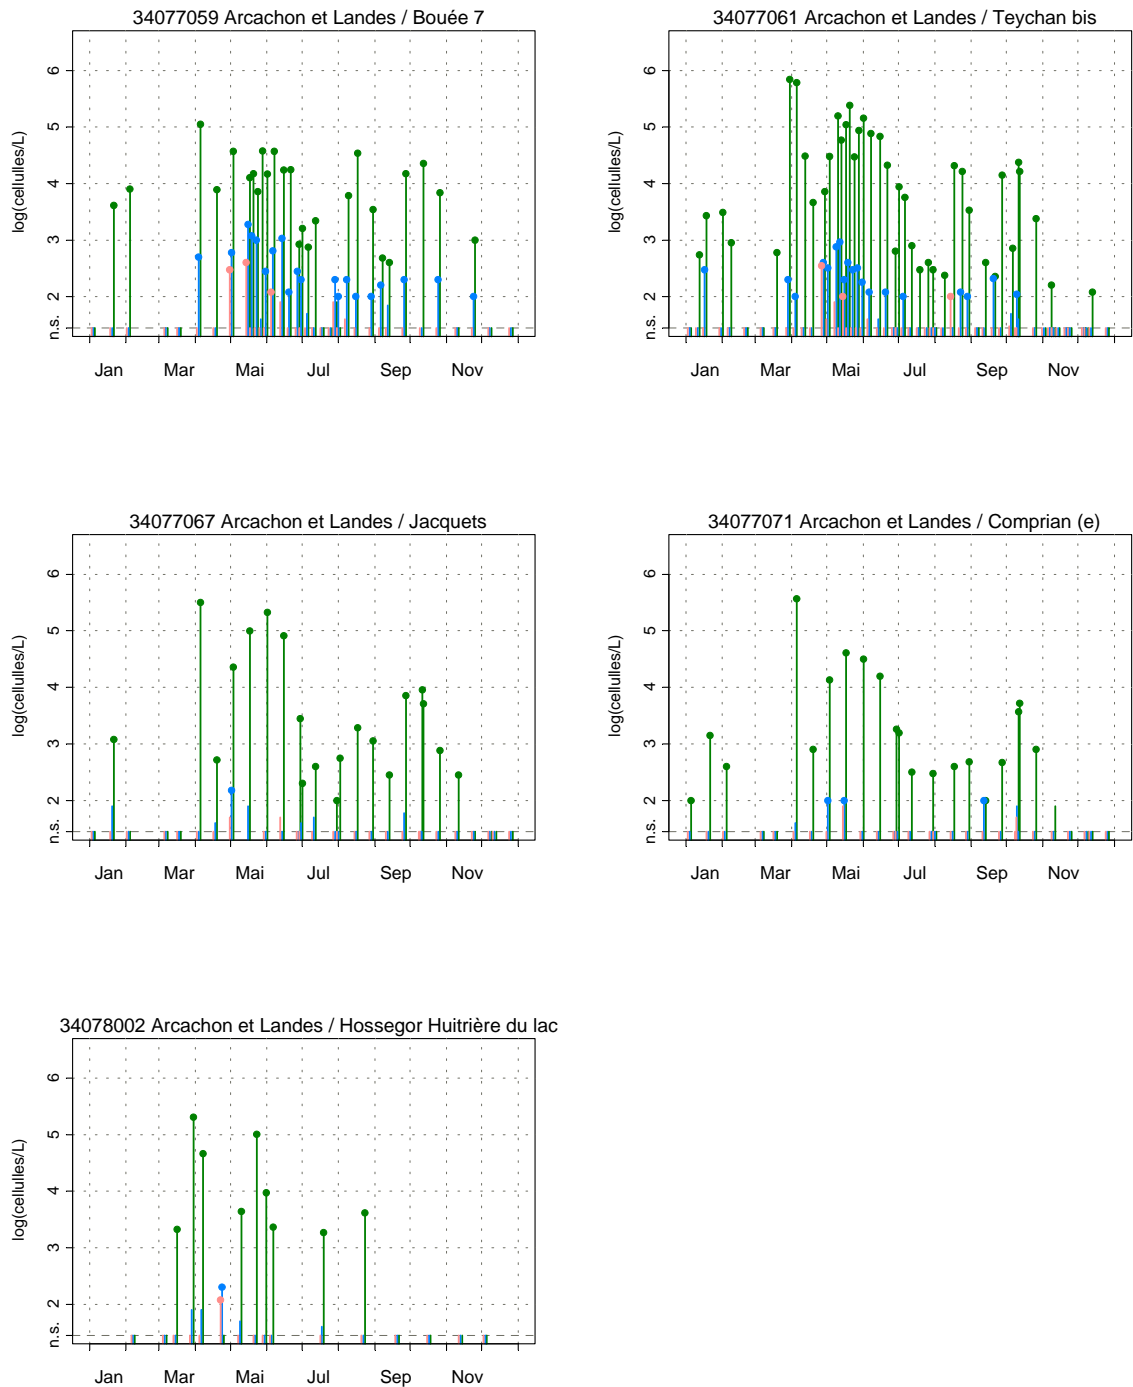 34077059 Arcachon et Landes / Bouée 7
log(cellules/L)
6
5
4
3
2
n.s.
Jan Mar Mai Jul Sep Nov
34077061 Arcachon et Landes / Teychan bis
log(cellules/L)
6
5
4
3
2
n.s.
Jan Mar Mai Jul Sep Nov
34077067 Arcachon et Landes / Jacquets
log(cellules/L)
6
5
4
3
2
n.s.
Jan Mar Mai Jul Sep Nov
34077071 Arcachon et Landes / Comprian (e)
log(cellules/L)
6
5
4
3
2
n.s.
Jan Mar Mai Jul Sep Nov
34078002 Arcachon et Landes / Hossegor Huitrière du lac
log(cellules/L)
6
5
4
3
2
n.s.
Jan Mar Mai Jul Sep Nov